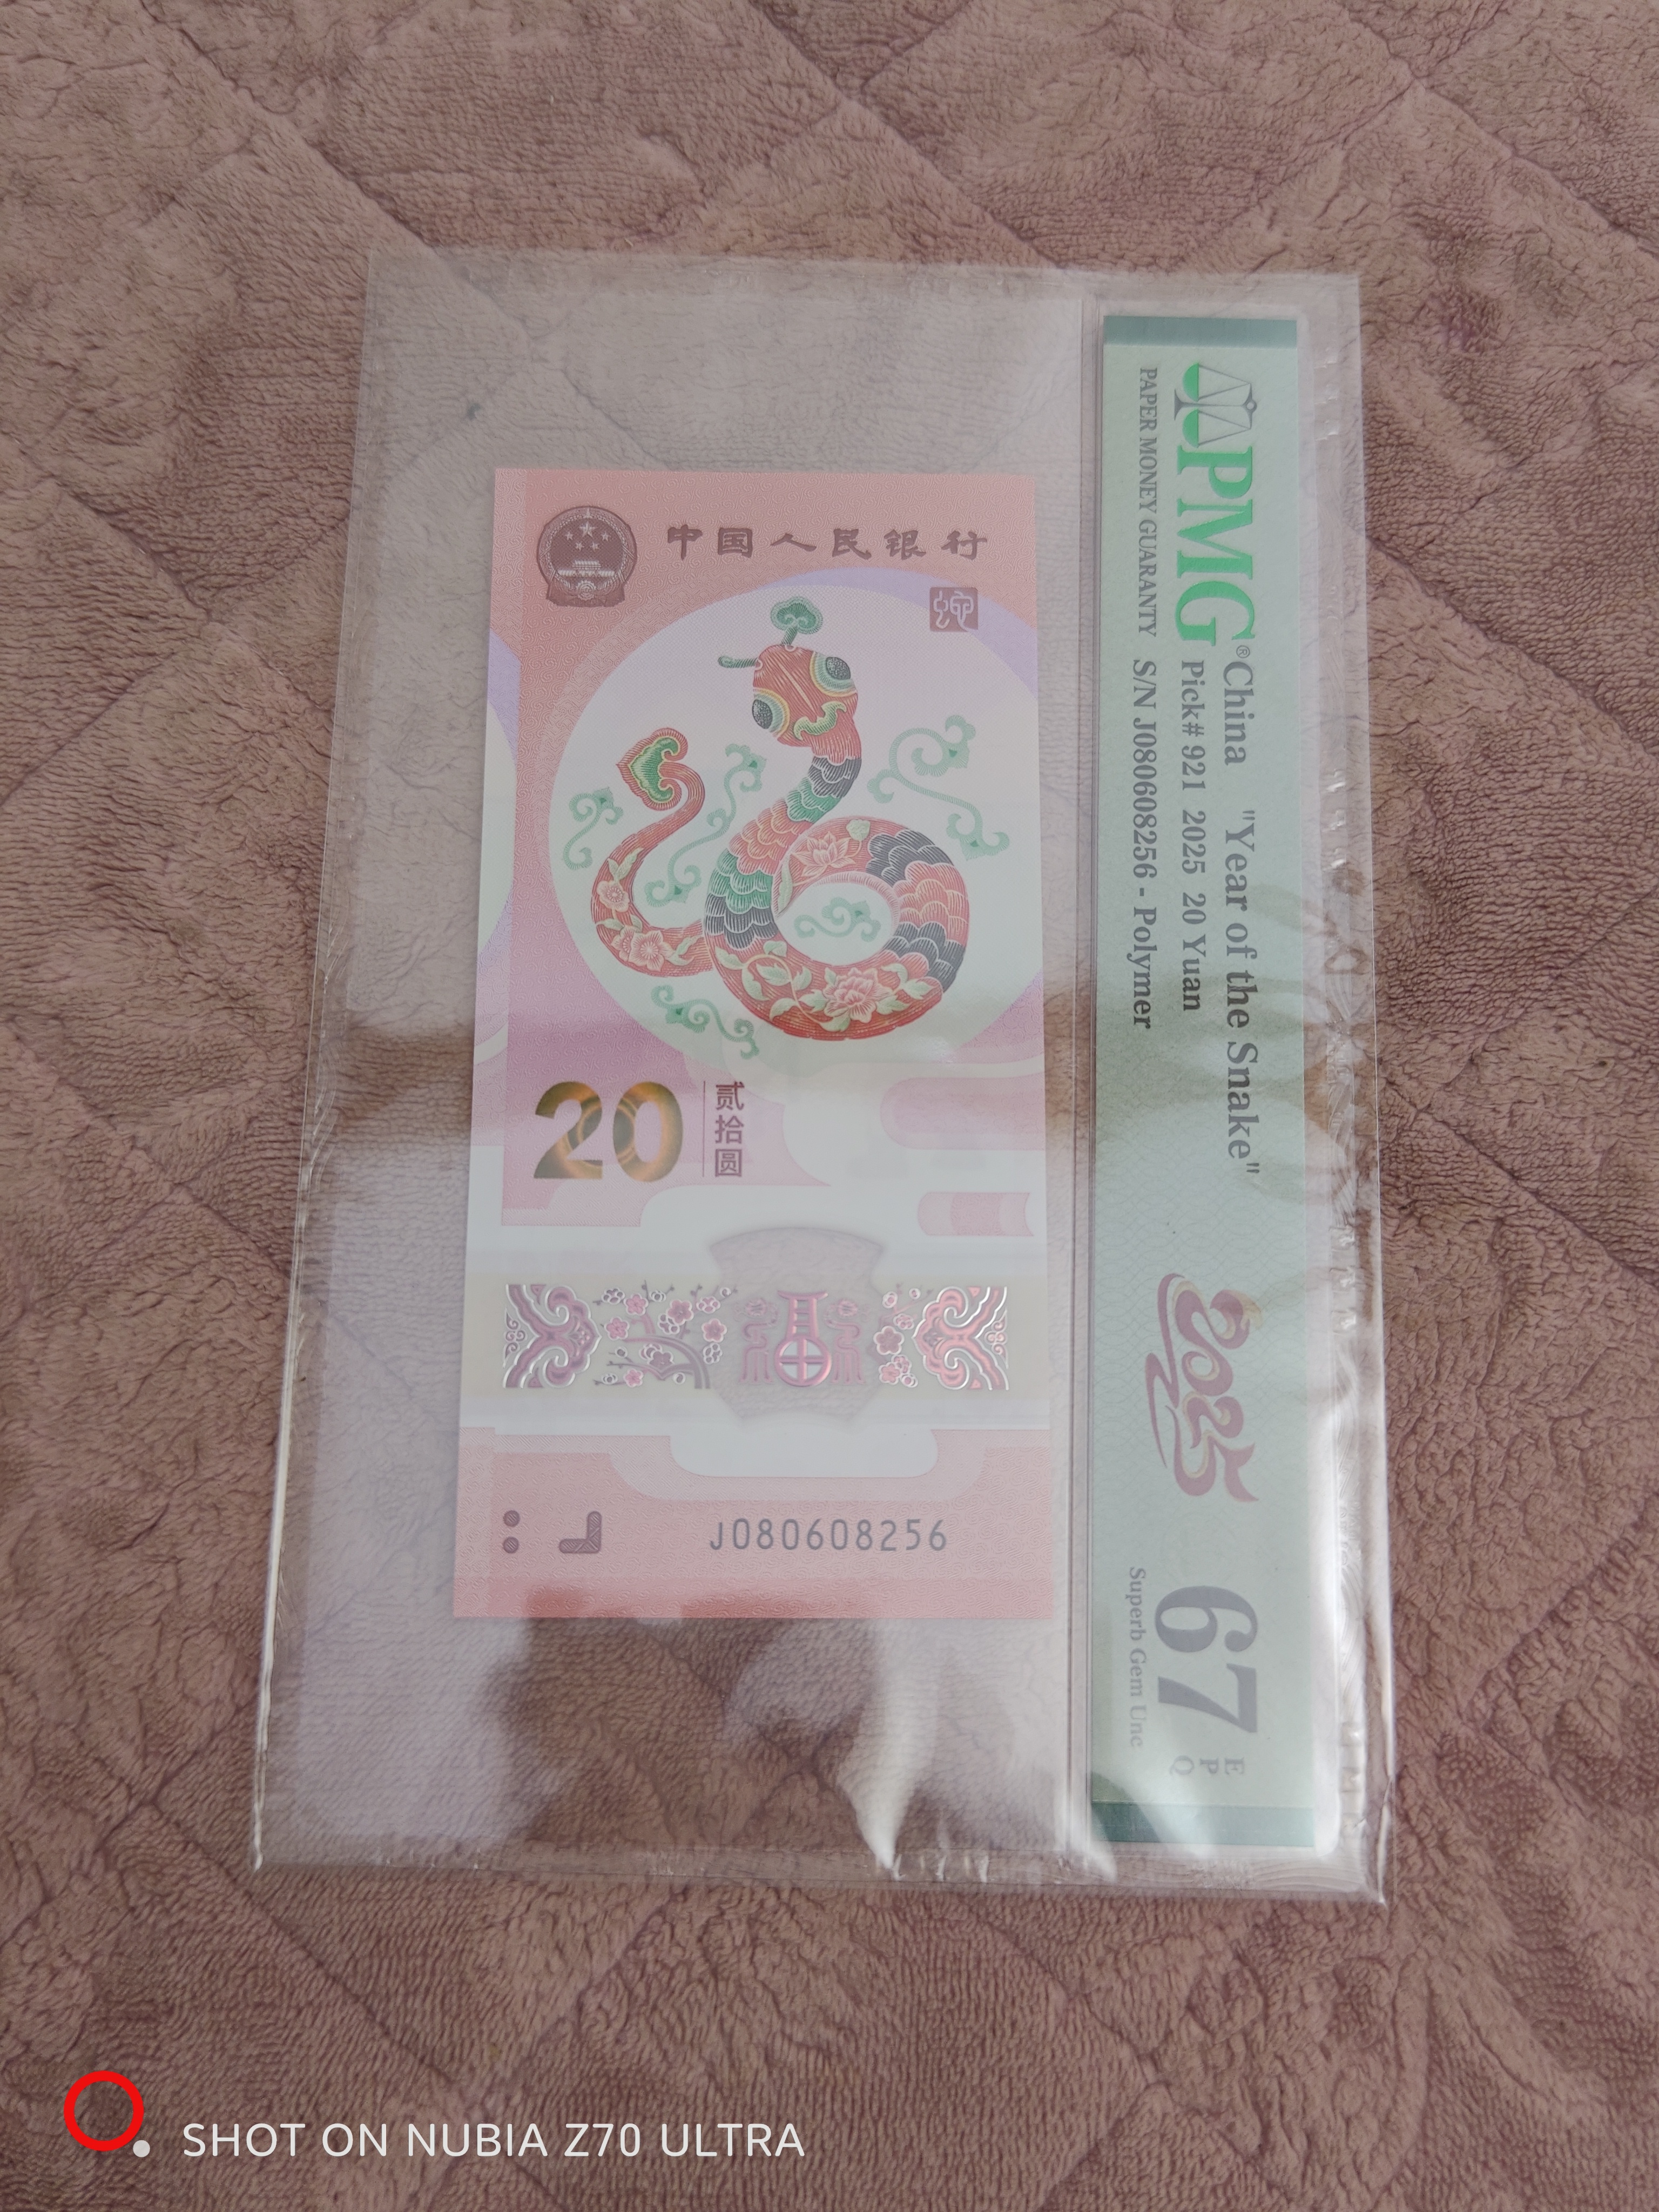 中国人民银行
蛇
20
贰拾圆
J080608256
PMG®
PAPER MONEY GUARANTY
China "Year of the Snake"
Pick# 921 2025 20 Yuan
S/N J080608256 - Polymer
2025
67
EPQ
Superb Gem Unc
SHOT ON NUBIA Z70 ULTRA